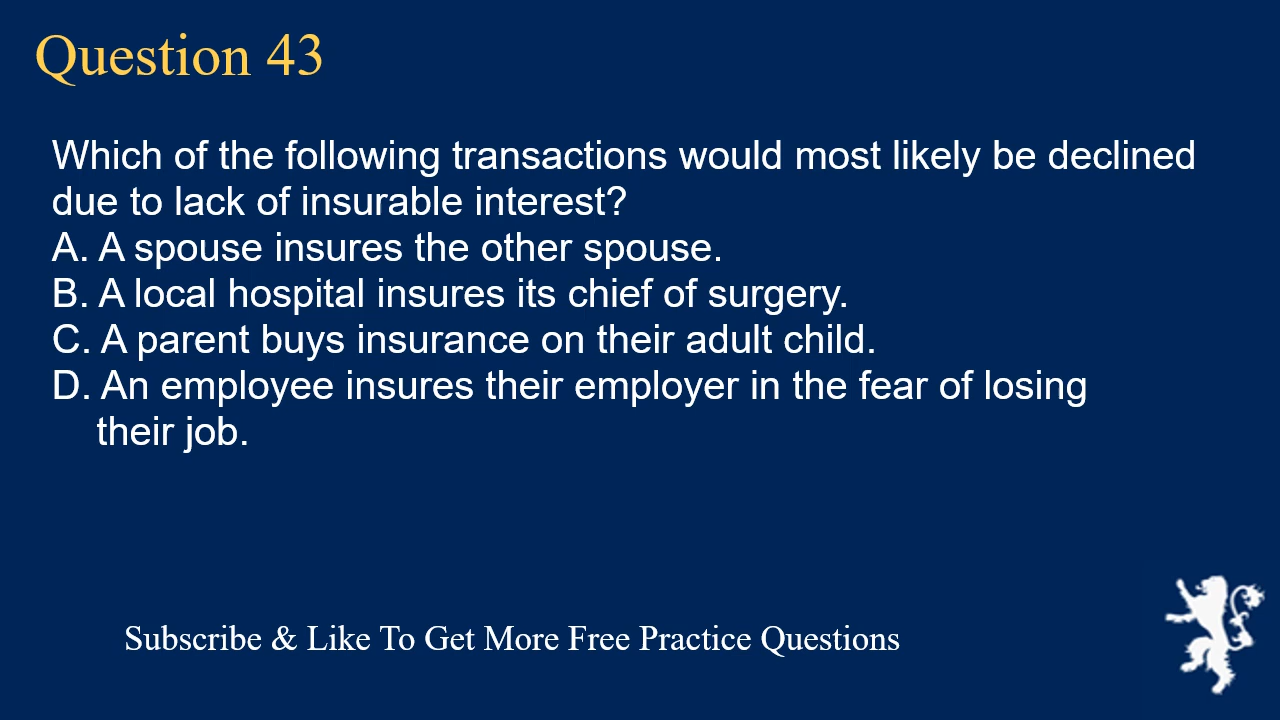 Question 43
Which of the following transactions would most likely be declined
due to lack of insurable interest?
A. A spouse insures the other spouse.
B. A local hospital insures its chief of surgery.
C. A parent buys insurance on their adult child.
D. An employee insures their employer in the fear of losing
their job.
Subscribe & Like To Get More Free Practice Questions